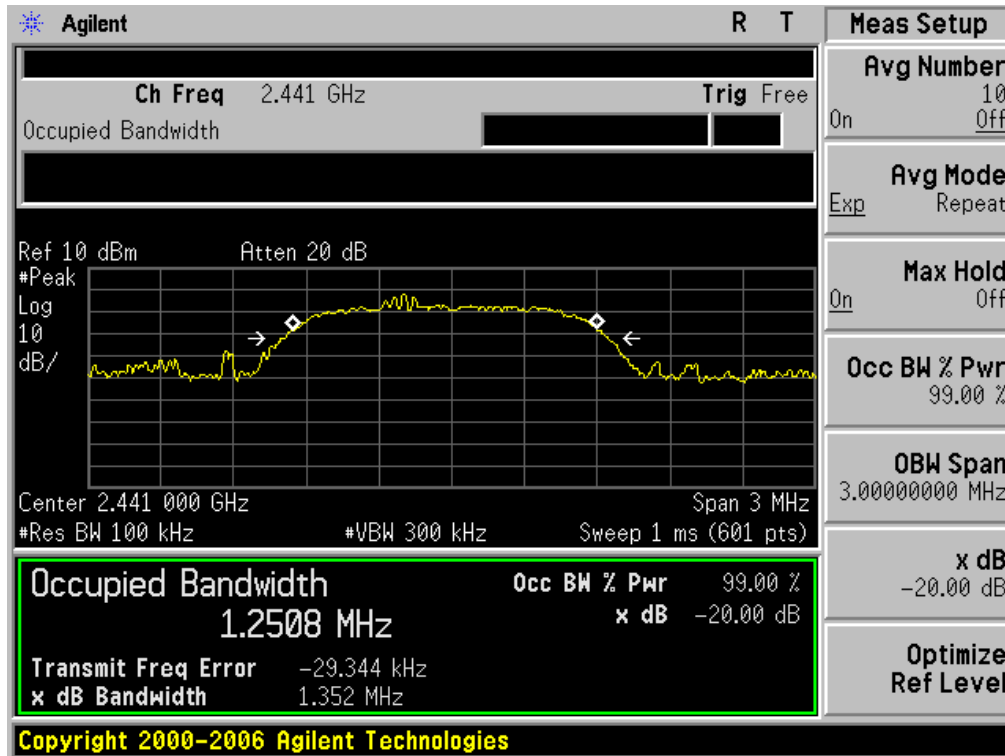 Agilent R T
Ch Freq 2.441 GHz Trig Free
Occupied Bandwidth
Ref 10 dBm Atten 20 dB
#Peak
Log
10
dB/
Center 2.441 000 GHz Span 3 MHz
#Res BW 100 kHz #VBW 300 kHz Sweep 1 ms (601 pts)
Occupied Bandwidth
1.2508 MHz
Occ BW % Pwr 99.00 %
x dB -20.00 dB
Transmit Freq Error -29.344 kHz
x dB Bandwidth 1.352 MHz
Copyright 2000-2006 Agilent Technologies
Meas Setup
Avg Number
10
On Off
Avg Mode
Exp Repeat
Max Hold
On Off
Occ BW % Pwr
99.00 %
OBW Span
3.00000000 MHz
x dB
-20.00 dB
Optimize
Ref Level